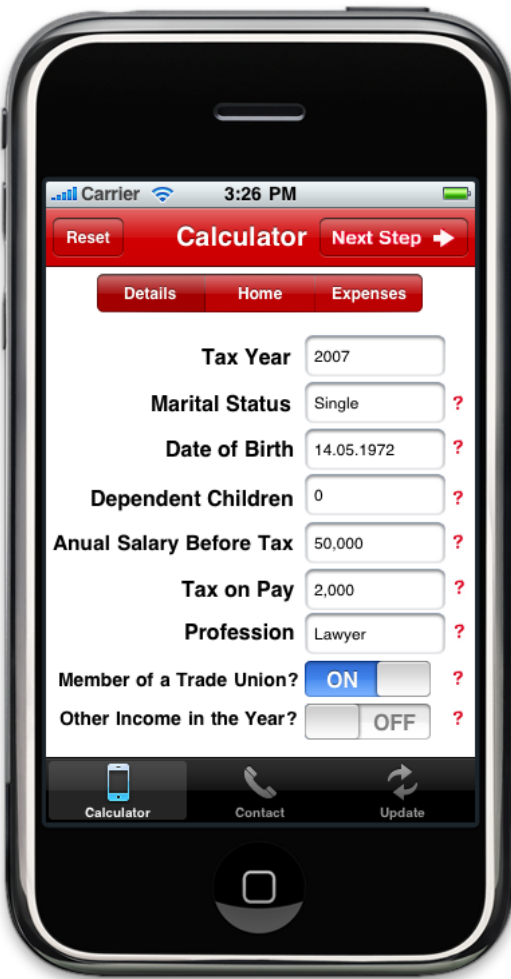 Carrier 3:26 PM
Reset Calculator Next Step
Details Home Expenses
Tax Year 2007
Marital Status Single ?
Date of Birth 14.05.1972 ?
Dependent Children 0 ?
Anual Salary Before Tax 50,000 ?
Tax on Pay 2,000 ?
Profession Lawyer ?
Member of a Trade Union? ON ?
Other Income in the Year? OFF ?
Calculator Contact Update